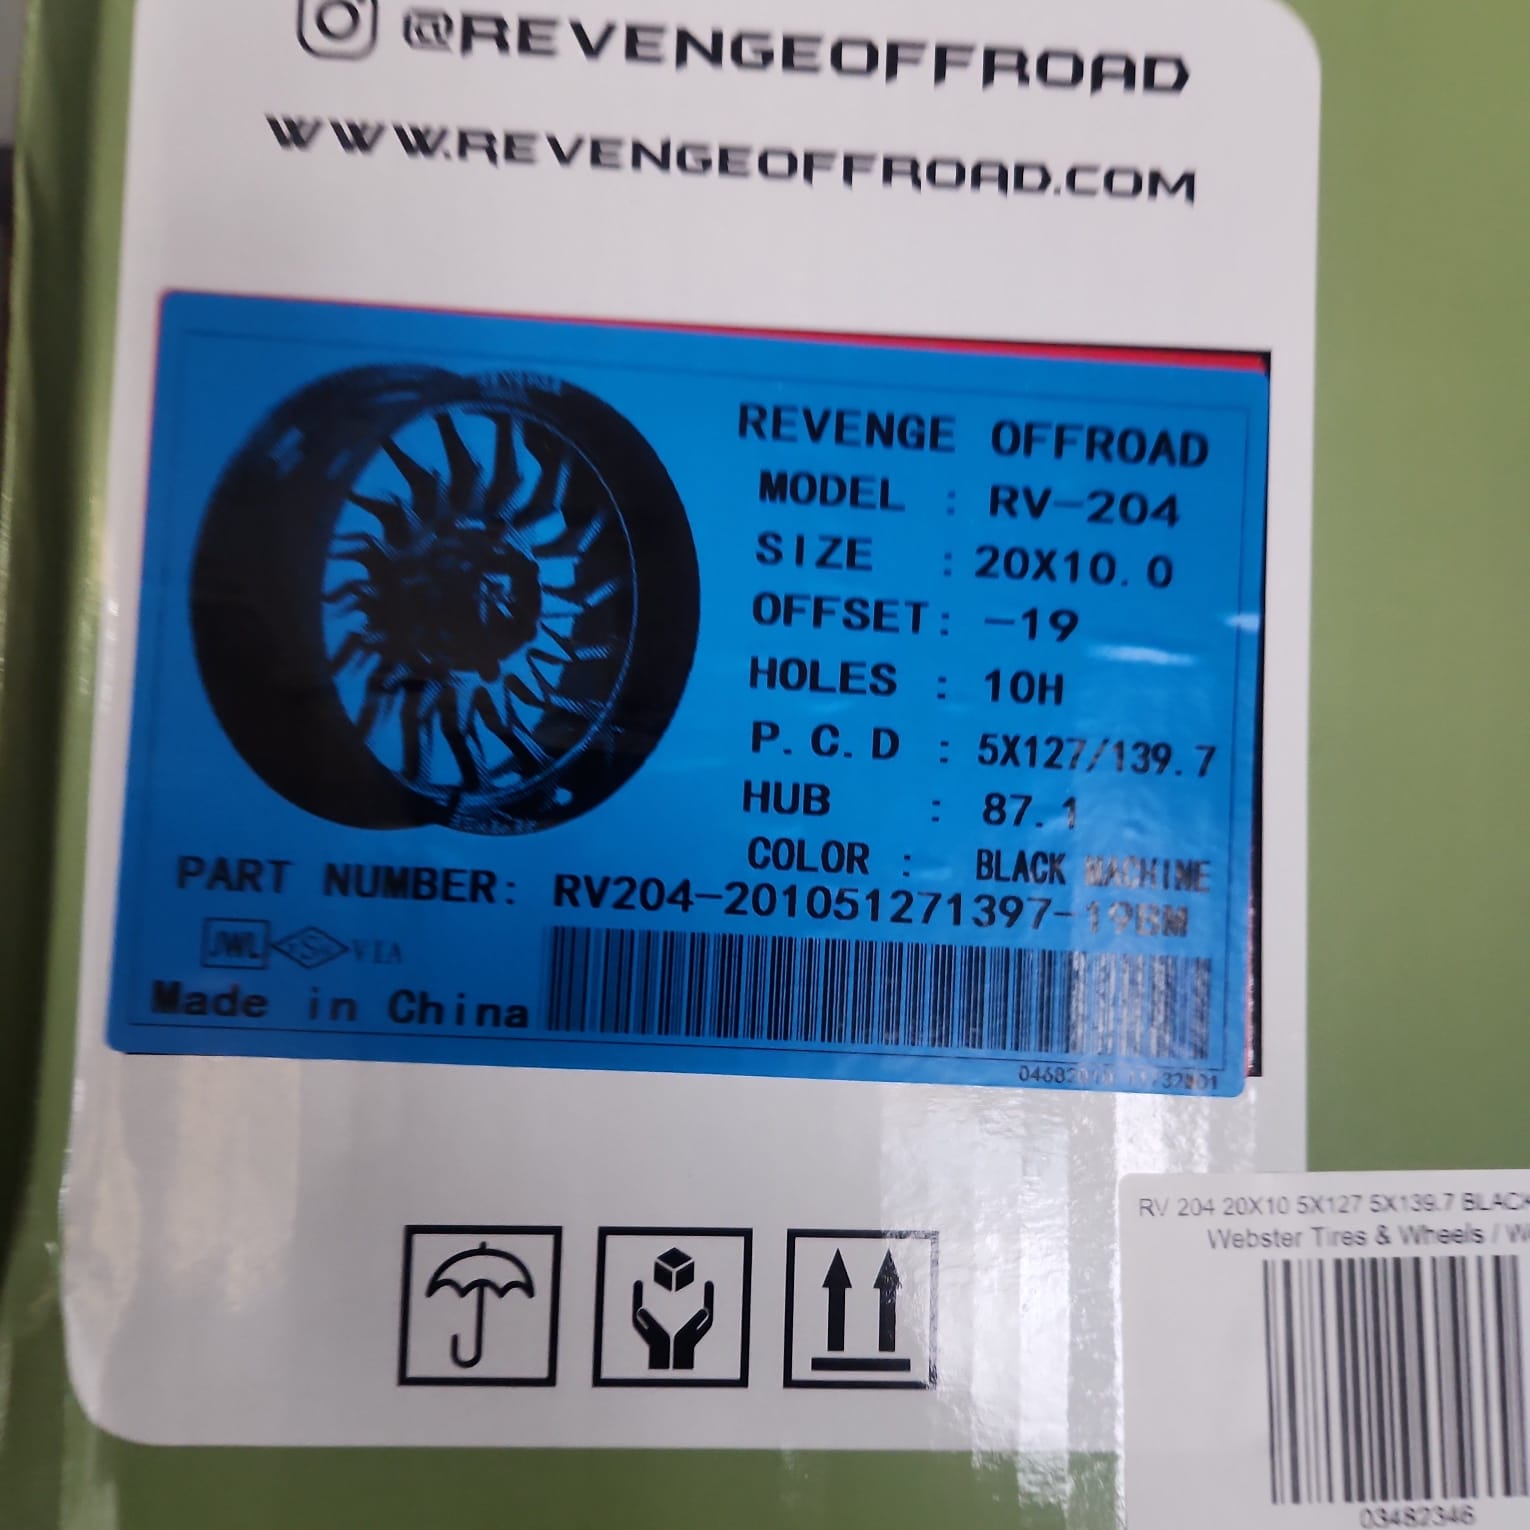 @REVENGEOFFROAD
WWW.REVENGEOFFROAD.COM
REVENGE OFFROAD
MODEL : RV-204
SIZE : 20X10.0
OFFSET: -19
HOLES : 10H
P.C.D : 5X127/139.7
HUB : 87.1
COLOR : BLACK MACHINE
PART NUMBER: RV204-201051271397-19BM
JWL VIA
Made in China
RV 204 20X10 5X127 5X139.7 BLACK
Webster Tires & Wheels /
03482346